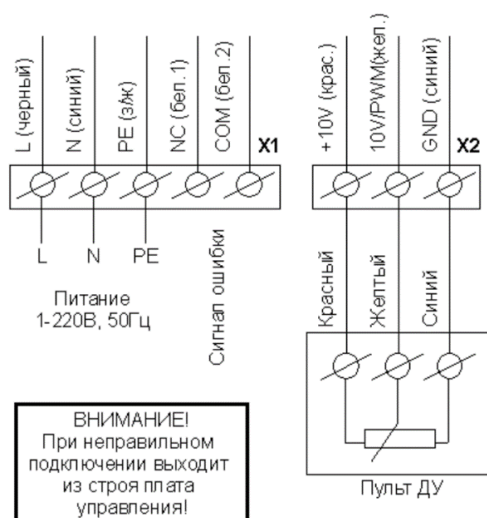 L (черный)
N (синий)
PE (з/ж)
NC (бел.1)
COM (бел.2)
X1
+10V (крас.)
10V/PWM(жел.)
GND (синий)
X2
L
N
PE
Питание
1-220В, 50Гц
Сигнал ошибки
Красный
Желтый
Синий
Пульт ДУ
ВНИМАНИЕ!
При неправильном
подключении выходит
из строя плата
управления!